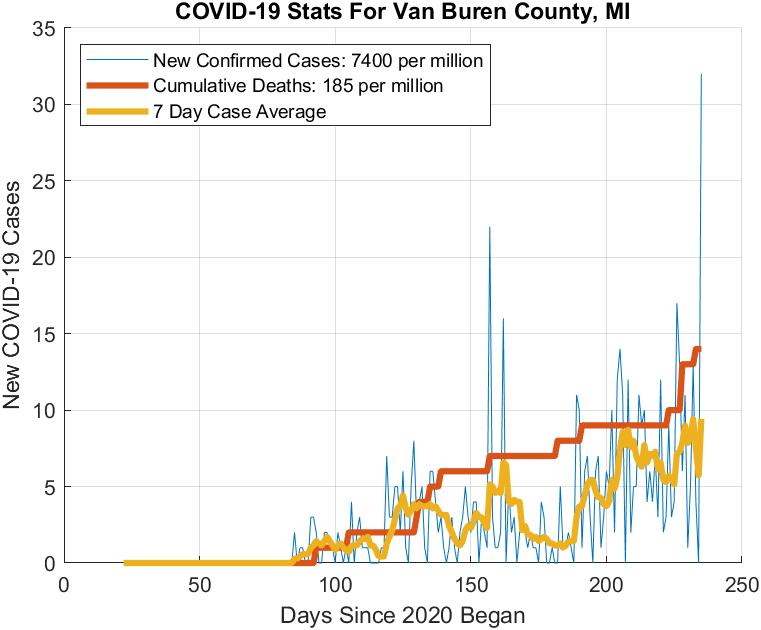 COVID-19 Stats For Van Buren County, MI
35
30
25
20
15
10
5
0
New Confirmed Cases: 7400 per million
Cumulative Deaths: 185 per million
7 Day Case Average
New COVID-19 Cases
0 50 100 150 200 250
Days Since 2020 Began